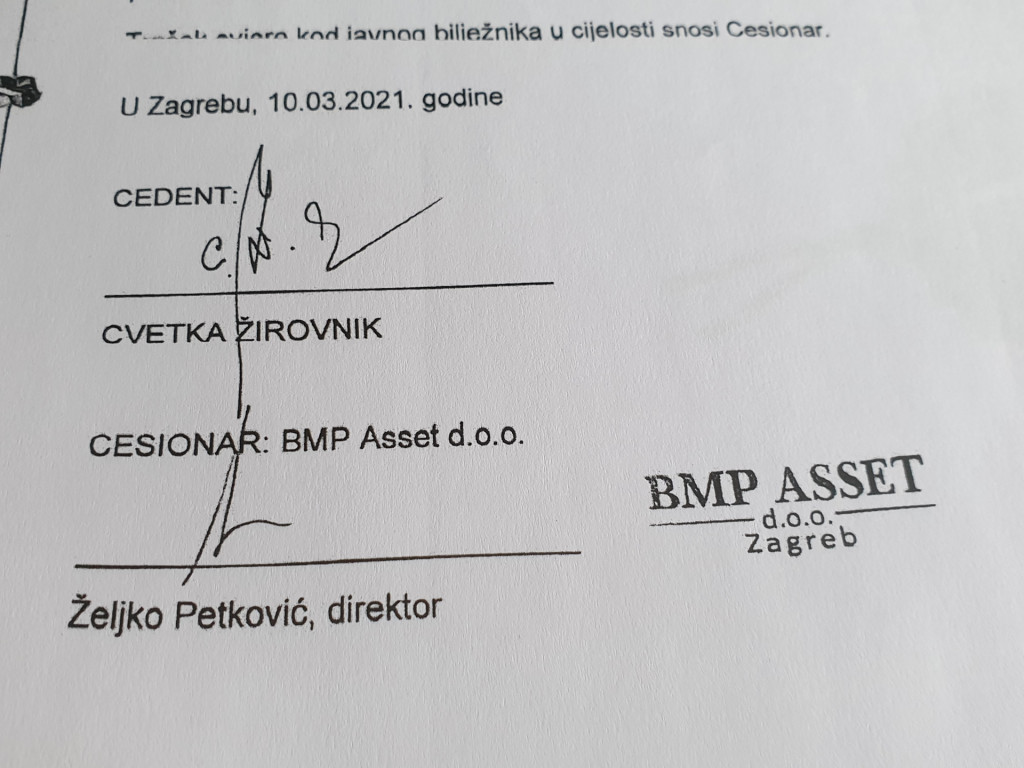 kod javnog bilježnika u cijelosti snosi Cesionar.
U Zagrebu, 10.03.2021. godine
CEDENT:
CVETKA ŽIROVNIK
CESIONAR: BMP Asset d.o.o.
BMP ASSET
d.o.o.
Zagreb
Željko Petković, direktor